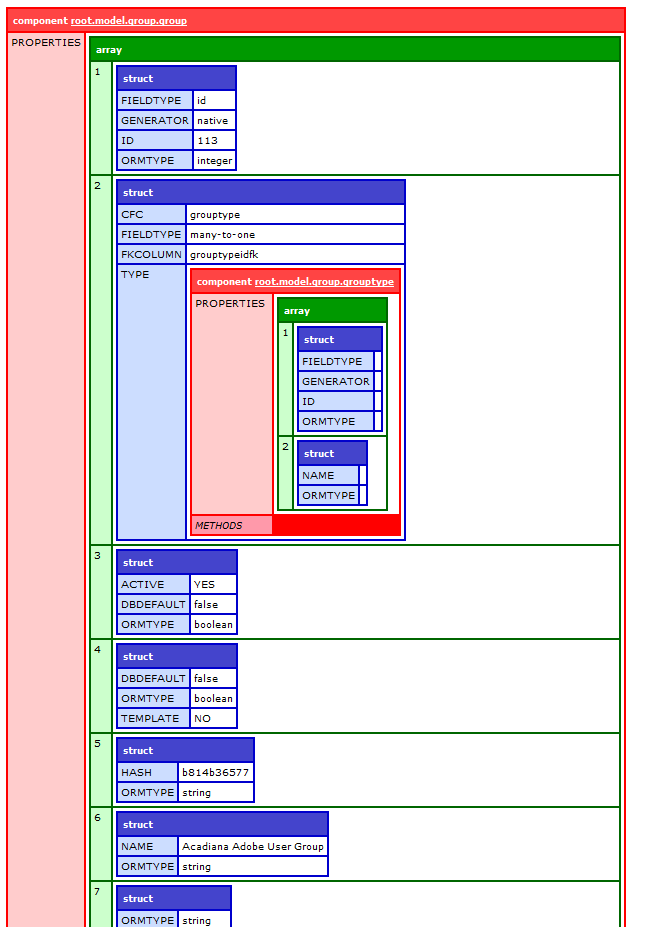 component root.model.group.group
PROPERTIES
array
1
struct
FIELDTYPE id
GENERATOR native
ID 113
ORMTYPE integer
2
struct
CFC grouptype
FIELDTYPE many-to-one
FKCOLUMN grouptypeidfk
TYPE
component root.model.group.grouptype
PROPERTIES
array
1
struct
FIELDTYPE
GENERATOR
ID
ORMTYPE
2
struct
NAME
ORMTYPE
METHODS
3
struct
ACTIVE YES
DBDEFAULT false
ORMTYPE boolean
4
struct
DBDEFAULT false
ORMTYPE boolean
TEMPLATE NO
5
struct
HASH b814b36577
ORMTYPE string
6
struct
NAME Acadiana Adobe User Group
ORMTYPE string
7
struct
ORMTYPE string